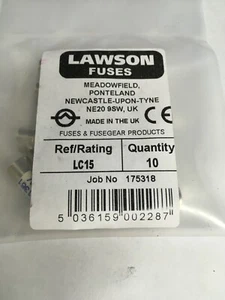 LAWSON
FUSES
MEADOWFIELD,
PONTELAND
NEWCASTLE-UPON-TYNE
NE20 9SW, UK
MADE IN THE UK CE
FUSES & FUSEGEAR PRODUCTS
Ref/Rating Quantity
LC15 10
Job No 175318
5 036159 002287